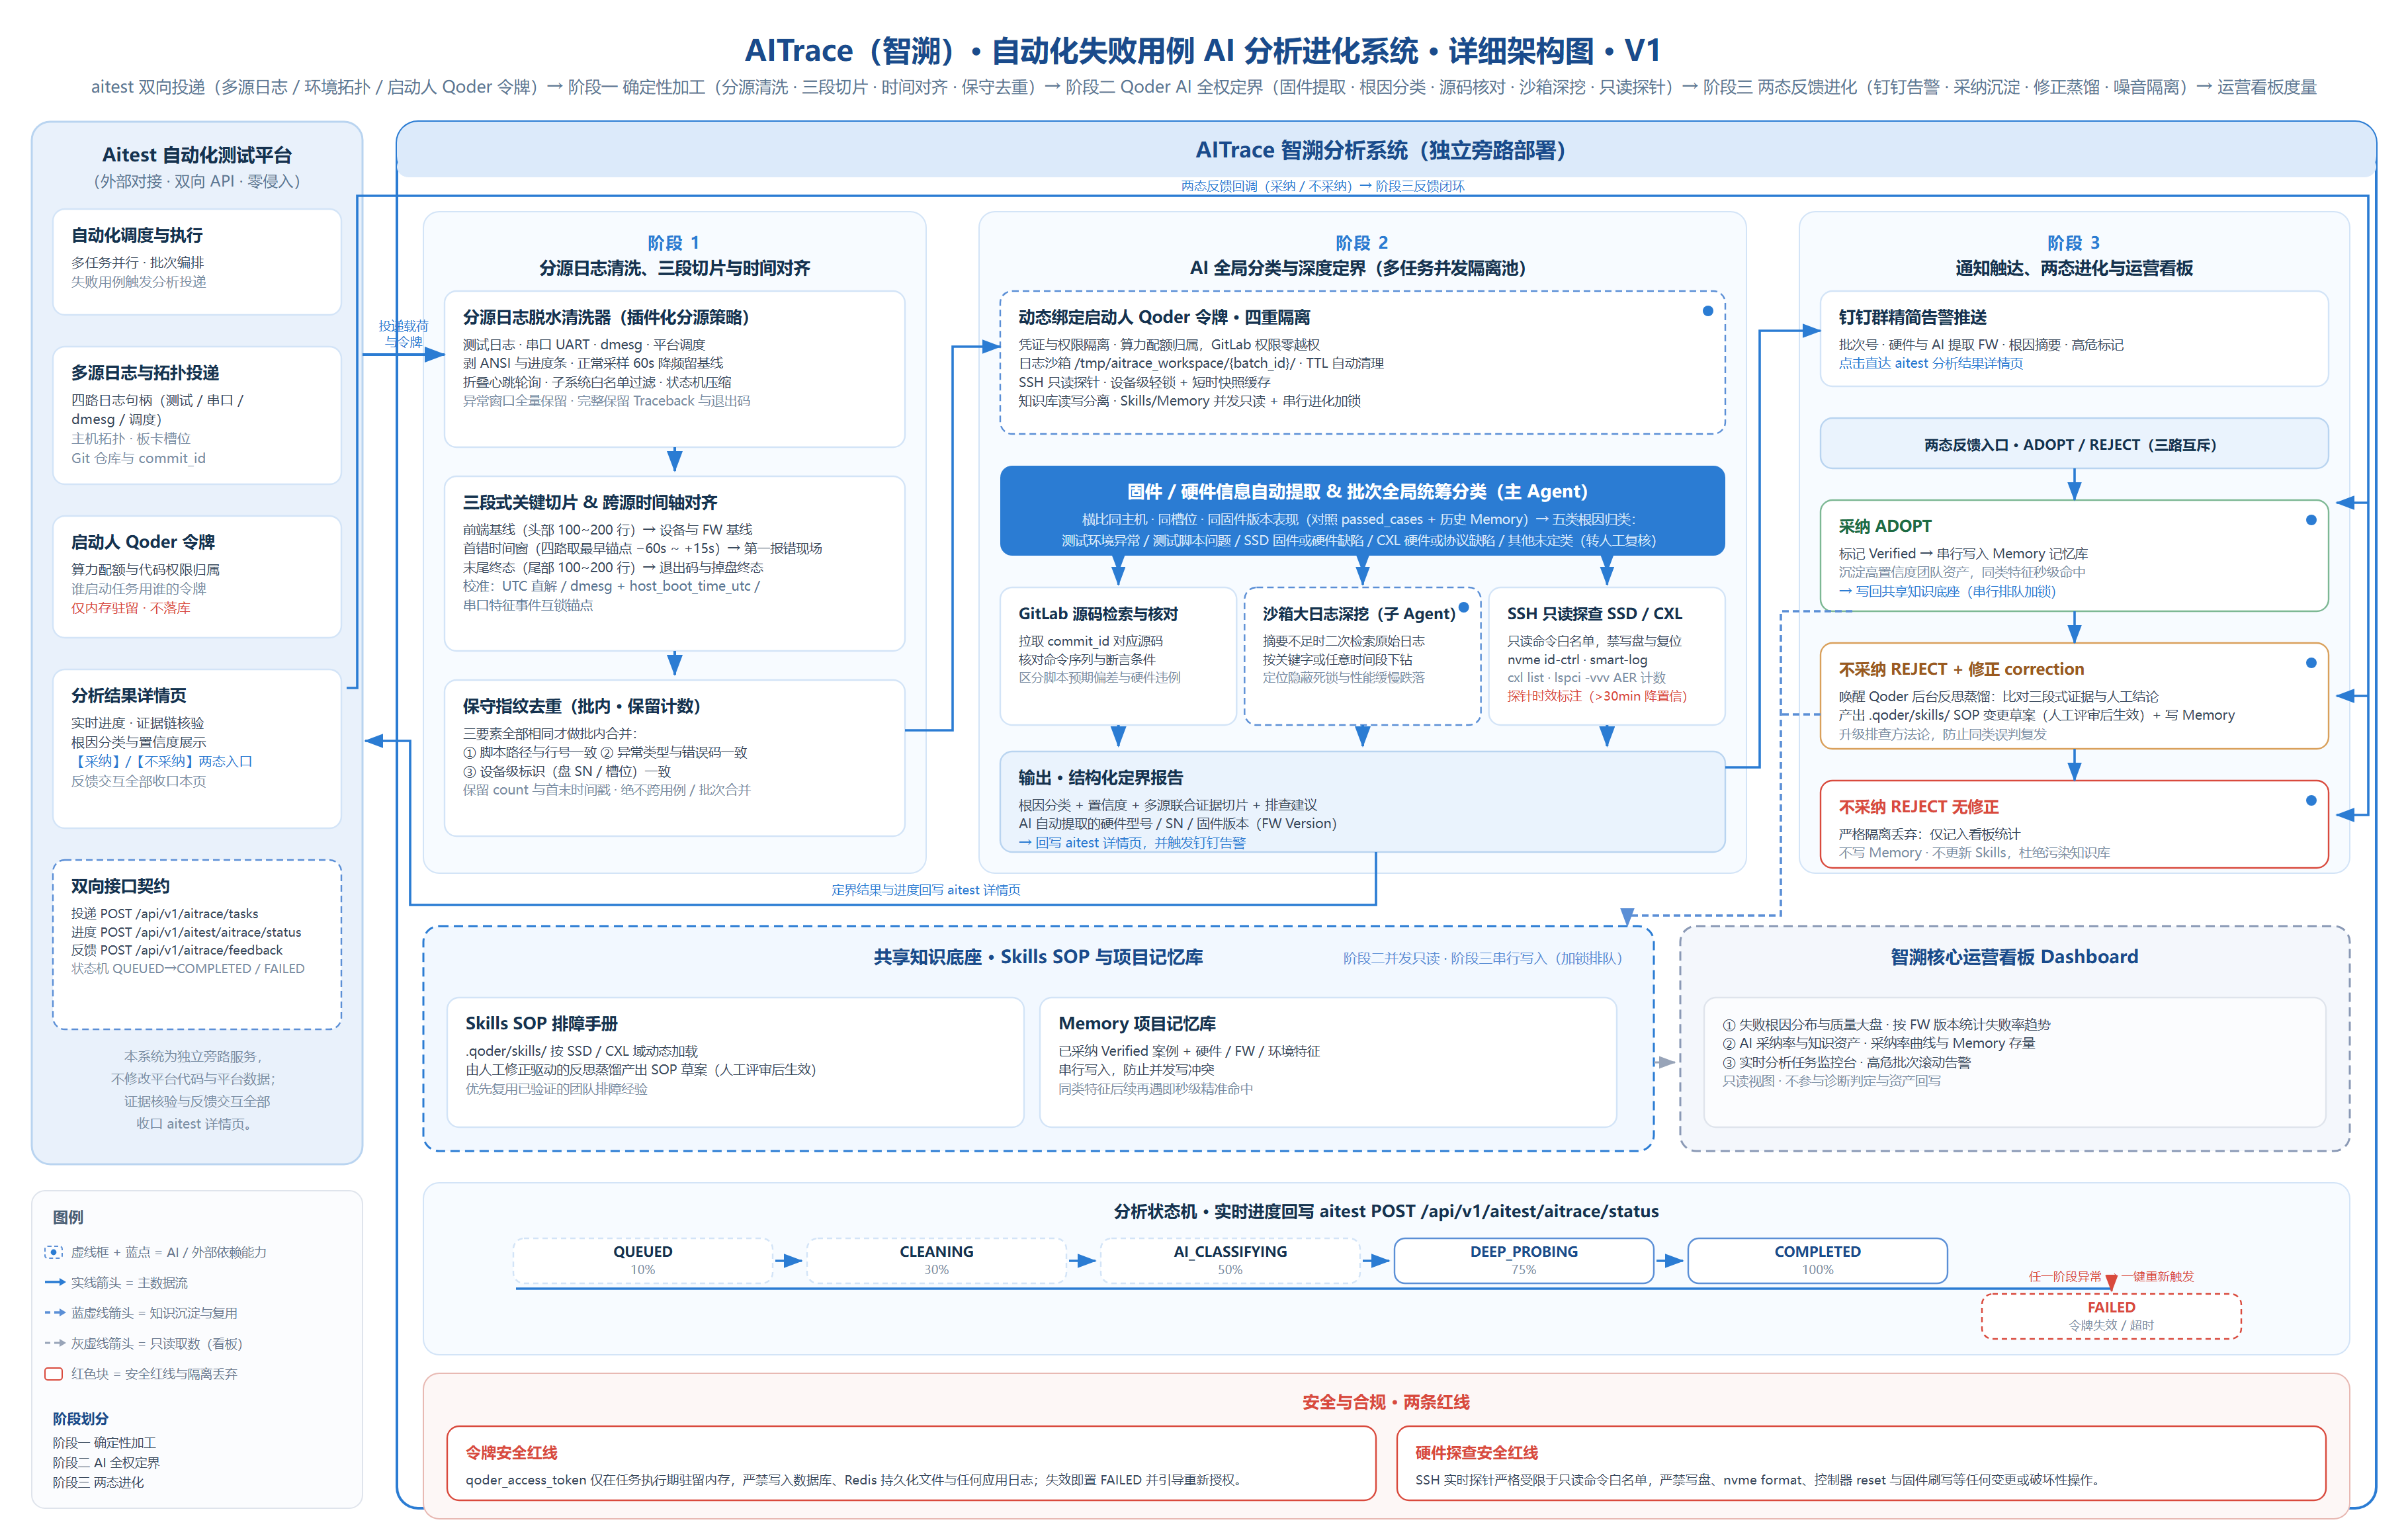 AITrace（智溯）• 自动化失败用例 AI 分析进化系统 • 详细架构图 • V1
aitest 双向投递（多源日志 / 环境拓扑 / 启动人 Qoder 令牌）→ 阶段一 确定性加工（分源清洗 · 三段切片 · 时间对齐 · 保守去重）→ 阶段二 Qoder AI 全权定界（固件提取 · 根因分类 · 源码核对 · 沙箱深挖 · 只读探针）→ 阶段三 两态反馈进化（钉钉告警 · 采纳沉淀 · 修正蒸馏 · 噪音隔离）→ 运营看板度量
Aitest 自动化测试平台
（外部对接 · 双向 API · 零侵入）
自动化调度与执行
多任务并行 · 批次编排
失败用例触发分析投递
多源日志与拓扑投递
四路日志句柄（测试 / 串口 /
dmesg / 调度）
主机拓扑 · 板卡槽位
Git 仓库与 commit_id
启动人 Qoder 令牌
算力配额与代码权限归属
谁启动任务用谁的令牌
仅内存驻留 · 不落库
分析结果详情页
实时进度 · 证据链核验
根因分类与置信度展示
【采纳】/【不采纳】两态入口
反馈交互全部收口本页
双向接口契约
投递 POST /api/v1/aitrace/tasks
进度 POST /api/v1/aitest/aitrace/status
反馈 POST /api/v1/aitrace/feedback
状态机 QUEUED→COMPLETED / FAILED
本系统为独立旁路服务，
不修改平台代码与平台数据；
证据核验与反馈交互全部
收口 aitest 详情页。
图例
虚线框 + 蓝点 = AI / 外部依赖能力
实线箭头 = 主数据流
蓝虚线箭头 = 知识沉淀与复用
灰虚线箭头 = 只读取数（看板）
红色块 = 安全红线与隔离丢弃
阶段划分
阶段一 确定性加工
阶段二 AI 全权定界
阶段三 两态进化
AITrace 智溯分析系统（独立旁路部署）
两态反馈回调（采纳 / 不采纳）→ 阶段三反馈闭环
投递载荷
与令牌
阶段 1
分源日志清洗、三段切片与时间对齐
分源日志脱水清洗器（插件化分源策略）
测试日志 · 串口 UART · dmesg · 平台调度
剥 ANSI 与进度条 · 正常采样 60s 降频留基线
折叠心跳轮询 · 子系统白名单过滤 · 状态机压缩
异常窗口全量保留 · 完整保留 Traceback 与退出码
三段式关键切片 & 跨源时间轴对齐
前端基线（头部 100~200 行）→ 设备与 FW 基线
首错时间窗（四路取最早锚点 −60s ~ +15s）→ 第一报错现场
末尾终态（尾部 100~200 行）→ 退出码与掉盘终态
校准：UTC 直解 / dmesg + host_boot_time_utc /
串口特征事件互锁锚点
保守指纹去重（批内 • 保留计数）
三要素全部相同才做批内合并：
① 脚本路径与行号一致 ② 异常类型与错误码一致
③ 设备级标识（盘 SN / 槽位）一致
保留 count 与首末时间戳 · 绝不跨用例 / 批次合并
阶段 2
AI 全局分类与深度定界（多任务并发隔离池）
动态绑定启动人 Qoder 令牌 • 四重隔离
凭证与权限隔离 · 算力配额归属，GitLab 权限零越权
日志沙箱 /tmp/aitrace_workspace/{batch_id}/ · TTL 自动清理
SSH 只读探针 · 设备级轻锁 + 短时快照缓存
知识库读写分离 · Skills/Memory 并发只读 + 串行进化加锁
固件 / 硬件信息自动提取 & 批次全局统筹分类（主 Agent）
横比同主机 · 同槽位 · 同固件版本表现（对照 passed_cases + 历史 Memory）→ 五类根因归类：
测试环境异常 / 测试脚本问题 / SSD 固件或硬件缺陷 / CXL 硬件或协议缺陷 / 其他未定类（转人工复核）
GitLab 源码检索与核对
拉取 commit_id 对应源码
核对命令序列与断言条件
区分脚本预期偏差与硬件违例
沙箱大日志深挖（子 Agent）
摘要不足时二次检索原始日志
按关键字或任意时间段下钻
定位隐蔽死锁与性能缓慢跌落
SSH 只读探查 SSD / CXL
只读命令白名单，禁写盘与复位
nvme id-ctrl · smart-log
cxl list · lspci -vvv AER 计数
探针时效标注（>30min 降置信）
输出 • 结构化定界报告
根因分类 + 置信度 + 多源联合证据切片 + 排查建议
AI 自动提取的硬件型号 / SN / 固件版本（FW Version）
→ 回写 aitest 详情页，并触发钉钉告警
定界结果与进度回写 aitest 详情页
阶段 3
通知触达、两态进化与运营看板
钉钉群精简告警推送
批次号 · 硬件与 AI 提取 FW · 根因摘要 · 高危标记
点击直达 aitest 分析结果详情页
两态反馈入口 • ADOPT / REJECT（三路互斥）
采纳 ADOPT
标记 Verified → 串行写入 Memory 记忆库
沉淀高置信度团队资产，同类特征秒级命中
→ 写回共享知识底座（串行排队加锁）
不采纳 REJECT + 修正 correction
唤醒 Qoder 后台反思蒸馏：比对三段式证据与人工结论
产出 .qoder/skills/ SOP 变更草案（人工评审后生效）+ 写 Memory
升级排查方法论，防止同类误判复发
不采纳 REJECT 无修正
严格隔离丢弃：仅记入看板统计
不写 Memory · 不更新 Skills，杜绝污染知识库
共享知识底座 • Skills SOP 与项目记忆库
阶段二并发只读 · 阶段三串行写入（加锁排队）
Skills SOP 排障手册
.qoder/skills/ 按 SSD / CXL 域动态加载
由人工修正驱动的反思蒸馏产出 SOP 草案（人工评审后生效）
优先复用已验证的团队排障经验
Memory 项目记忆库
已采纳 Verified 案例 + 硬件 / FW / 环境特征
串行写入，防止并发写冲突
同类特征后续再遇即秒级精准命中
智溯核心运营看板 Dashboard
① 失败根因分布与质量大盘 · 按 FW 版本统计失败率趋势
② AI 采纳率与知识资产 · 采纳率曲线与 Memory 存量
③ 实时分析任务监控台 · 高危批次滚动告警
只读视图 · 不参与诊断判定与资产回写
分析状态机 • 实时进度回写 aitest POST /api/v1/aitest/aitrace/status
QUEUED
10%
CLEANING
30%
AI_CLASSIFYING
50%
DEEP_PROBING
75%
COMPLETED
100%
任一阶段异常 · 一键重新触发
FAILED
令牌失效 / 超时
安全与合规 • 两条红线
令牌安全红线
qoder_access_token 仅在任务执行期驻留内存，严禁写入数据库、Redis 持久化文件与任何应用日志；失效即置 FAILED 并引导重新授权。
硬件探查安全红线
SSH 实时探针严格受限于只读命令白名单，严禁写盘、nvme format、控制器 reset 与固件刷写等任何变更或破坏性操作。